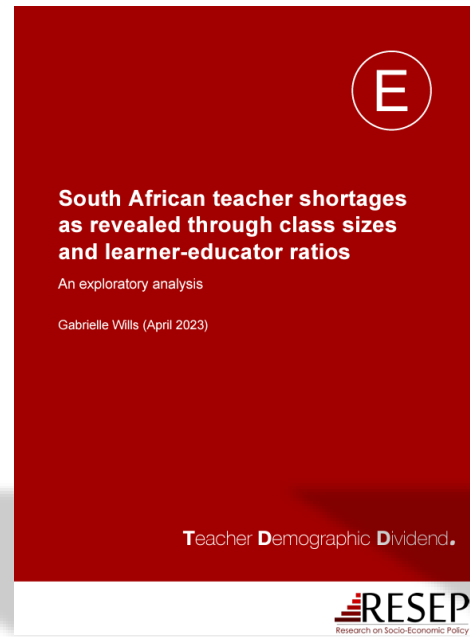 E
South African teacher shortages
as revealed through class sizes
and learner-educator ratios
An exploratory analysis
Gabrielle Wills (April 2023)
Teacher Demographic Dividend.
RESEP
Research on Socio-Economic Policy